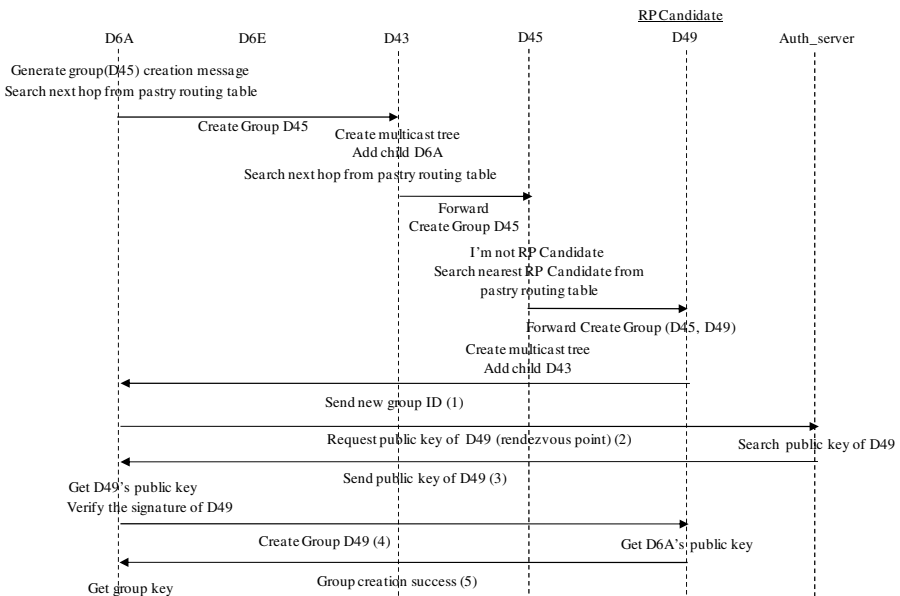 RP Candidate
D6A D6E D43 D45 D49 Auth_server
Generate group(D45) creation message
Search next hop from pastry routing table
Create Group D45
Create multicast tree
Add child D6A
Search next hop from pastry routing table
Forward
Create Group D45
I'm not RP Candidate
Search nearest RP Candidate from
pastry routing table
Forward Create Group (D45, D49)
Create multicast tree
Add child D43
Send new group ID (1)
Request public key of D49 (rendezvous point) (2)
Search public key of D49
Send public key of D49 (3)
Get D49's public key
Verify the signature of D49
Create Group D49 (4)
Get D6A's public key
Group creation success (5)
Get group key